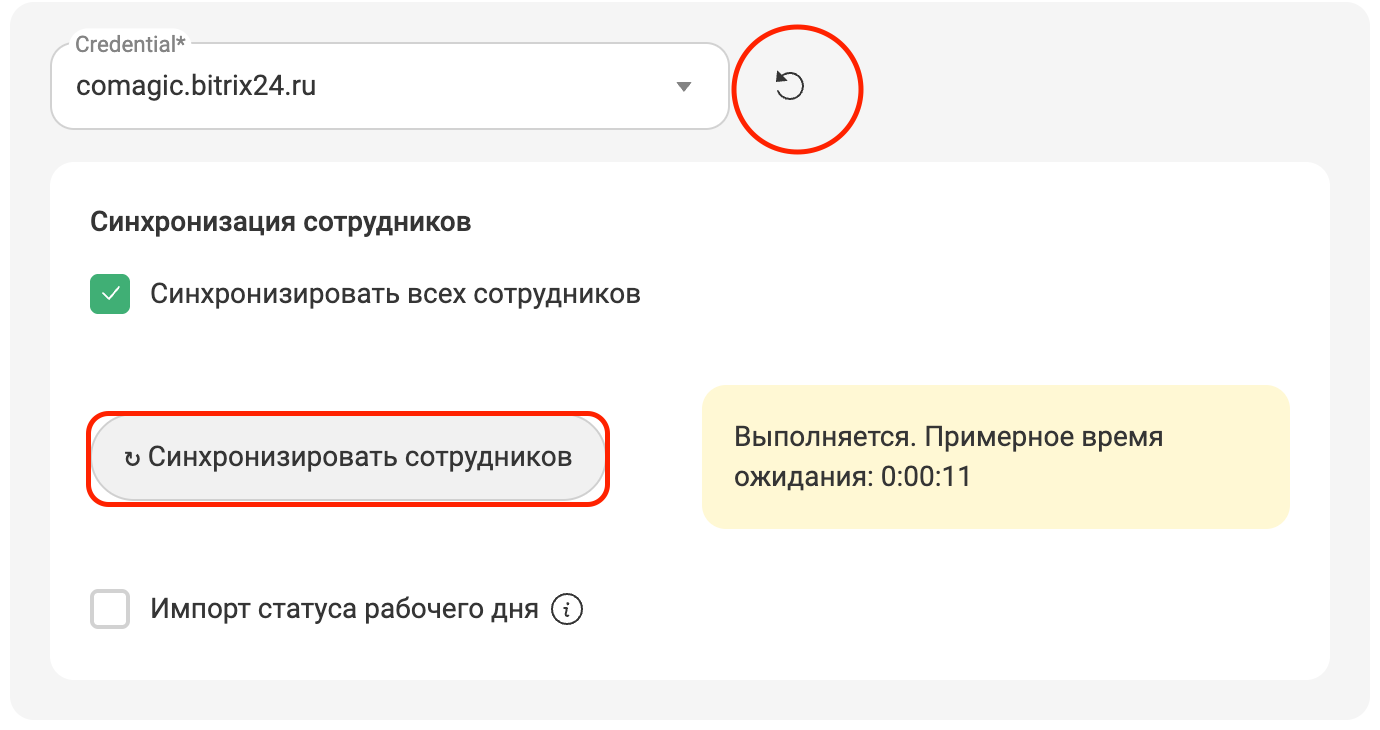 Credential*
comagic.bitrix24.ru
Синхронизация сотрудников
Синхронизировать всех сотрудников
↻ Синхронизировать сотрудников
Выполняется. Примерное время
ожидания: 0:00:11
Импорт статуса рабочего дня i